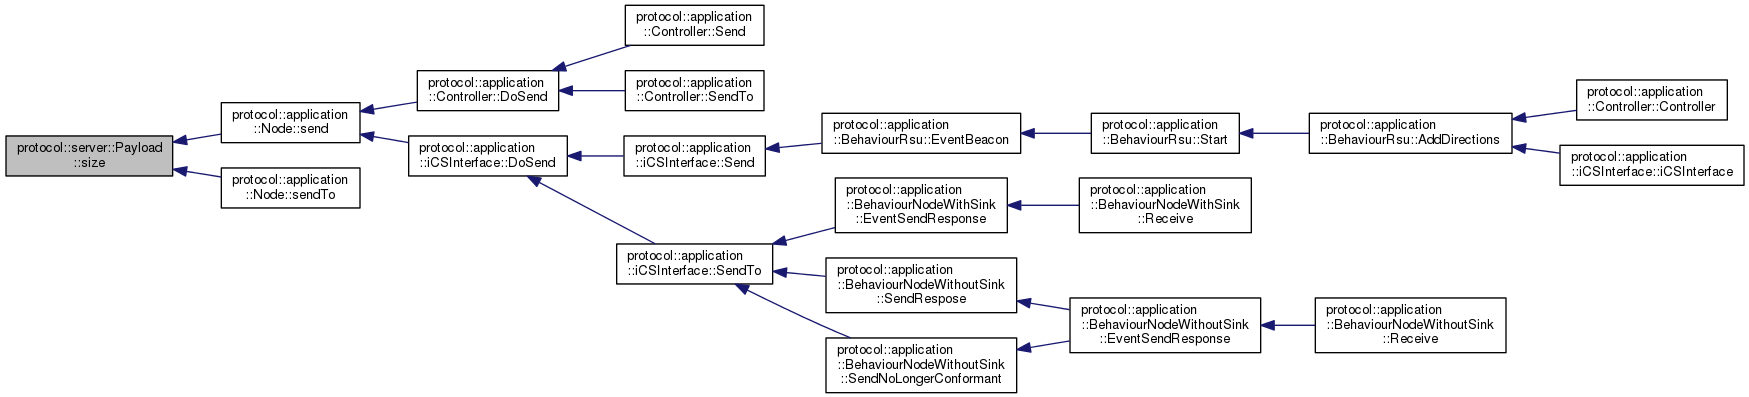 protocol::application
::Controller::Send
protocol::application
::Controller::DoSend
protocol::application
::Controller::SendTo
protocol::application
::Controller::Controller
protocol::application
::Node::send
protocol::application
::BehaviourRsu::EventBeacon
protocol::application
::BehaviourRsu::Start
protocol::application
::BehaviourRsu::AddDirections
protocol::server::Payload
::size
protocol::application
::iCSInterface::DoSend
protocol::application
::iCSInterface::Send
protocol::application
::iCSInterface::iCSInterface
protocol::application
::Node::sendTo
protocol::application
::BehaviourNodeWithSink
::EventSendResponse
protocol::application
::BehaviourNodeWithSink
::Receive
protocol::application
::iCSInterface::SendTo
protocol::application
::BehaviourNodeWithoutSink
::SendRespose
protocol::application
::BehaviourNodeWithoutSink
::EventSendResponse
protocol::application
::BehaviourNodeWithoutSink
::Receive
protocol::application
::BehaviourNodeWithoutSink
::SendNoLongerConformant